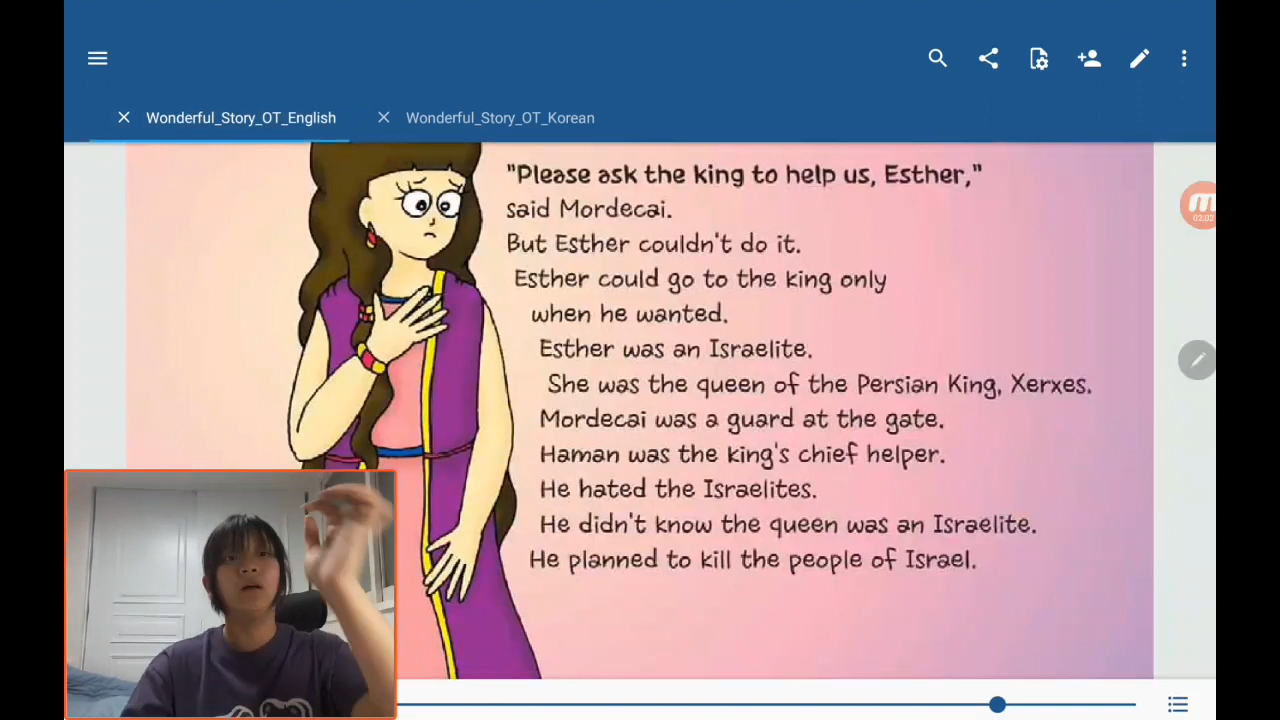 Wonderful_Story_OT_English
Wonderful_Story_OT_Korean
"Please ask the king to help us, Esther,"
said Mordecai.
But Esther couldn't do it.
Esther could go to the king only
when he wanted.
Esther was an Israelite.
She was the queen of the Persian King, Xerxes.
Mordecai was a guard at the gate.
Haman was the king's chief helper.
He hated the Israelites.
He didn't know the queen was an Israelite.
He planned to kill the people of Israel.
02:02